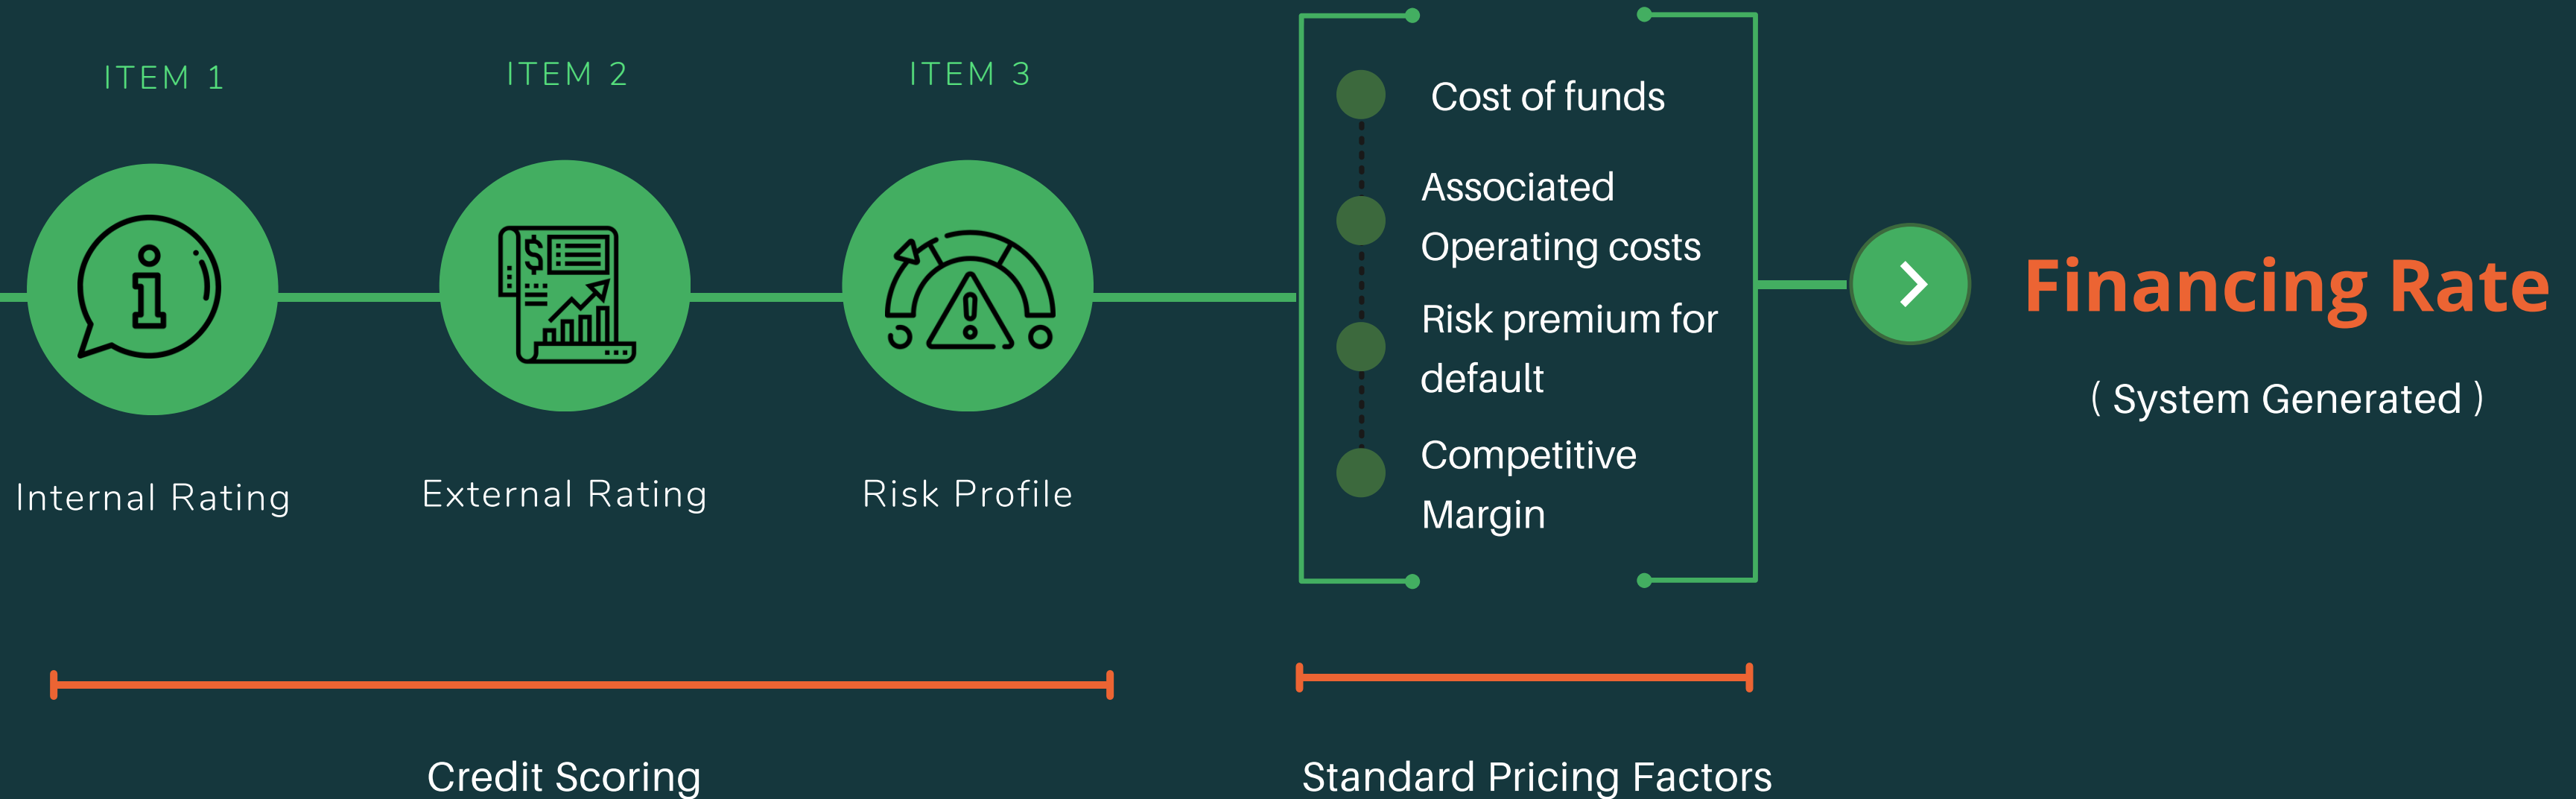 ITEM 1
ITEM 2
ITEM 3
Internal Rating
External Rating
Risk Profile
Credit Scoring
Cost of funds
Associated
Operating costs
Risk premium for
default
Competitive
Margin
Standard Pricing Factors
Financing Rate
( System Generated )